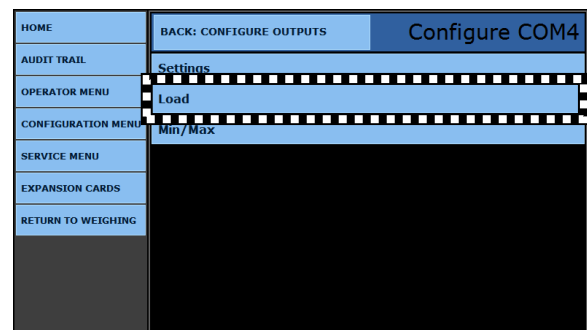 HOME
AUDIT TRAIL
OPERATOR MENU
CONFIGURATION MENU
SERVICE MENU
EXPANSION CARDS
RETURN TO WEIGHING
BACK: CONFIGURE OUTPUTS
Configure COM4
Settings
Load
Min/Max